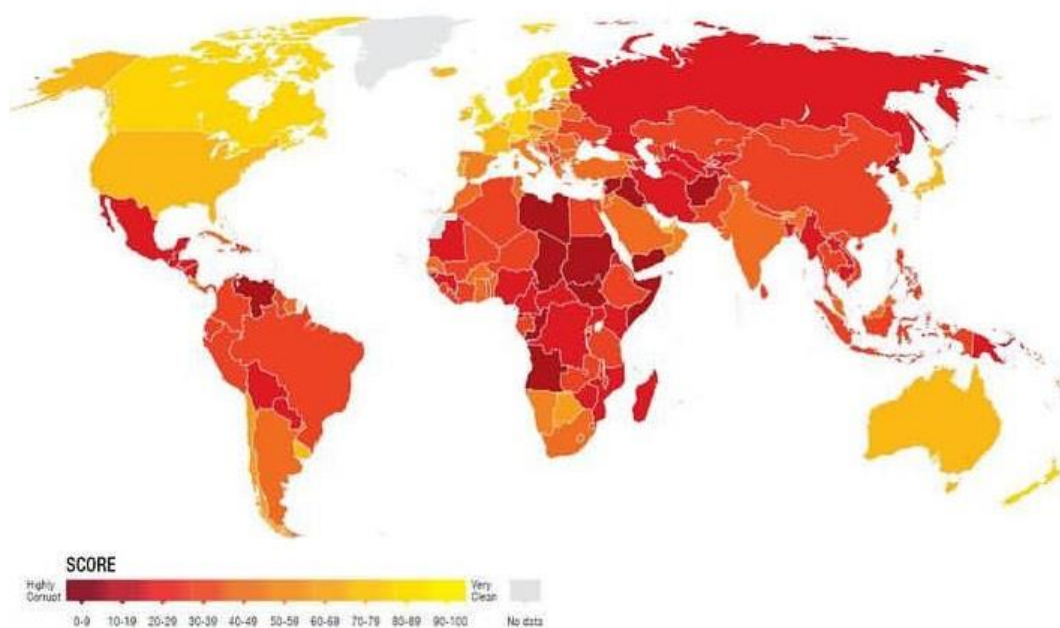 SCORE
Highly Corrupt
Very Clean
0-9 10-19 20-29 30-39 40-49 50-59 60-69 70-79 80-89 90-100 No data